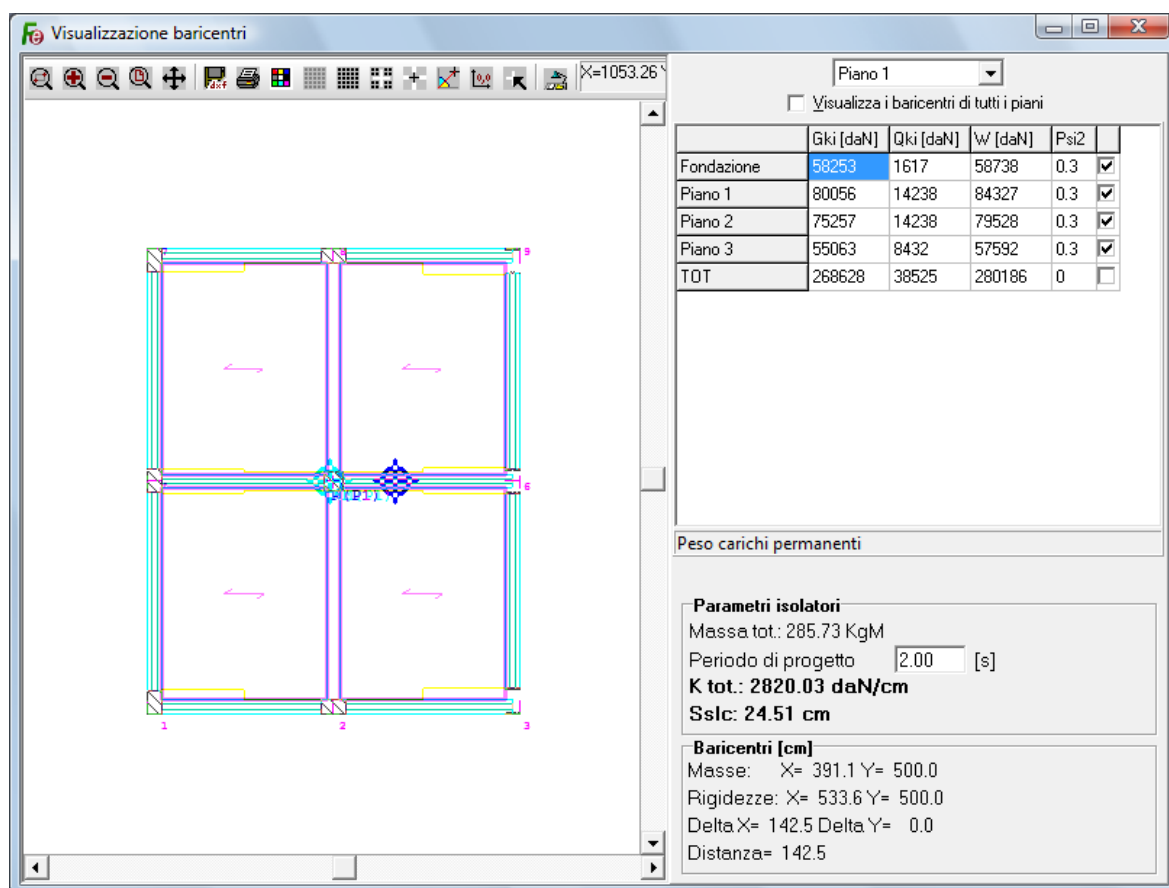 Visualizzazione baricentri
dxf
0,0
X=1053.26
Piano 1
Visualizza i baricentri di tutti i piani
Gki [daN] Qki [daN] W [daN] Psi2
Fondazione 58253 1617 58738 0.3
Piano 1 80056 14238 84327 0.3
Piano 2 75257 14238 79528 0.3
Piano 3 55063 8432 57592 0.3
TOT 268628 38525 280186 0
9
6
1 2 3
Peso carichi permanenti
Parametri isolatori
Massa tot.: 285.73 KgM
Periodo di progetto 2.00 [s]
K tot.: 2820.03 daN/cm
Sslc: 24.51 cm
Baricentri [cm]
Masse: X= 391.1 Y= 500.0
Rigidezze: X= 533.6 Y= 500.0
Delta X= 142.5 Delta Y= 0.0
Distanza= 142.5